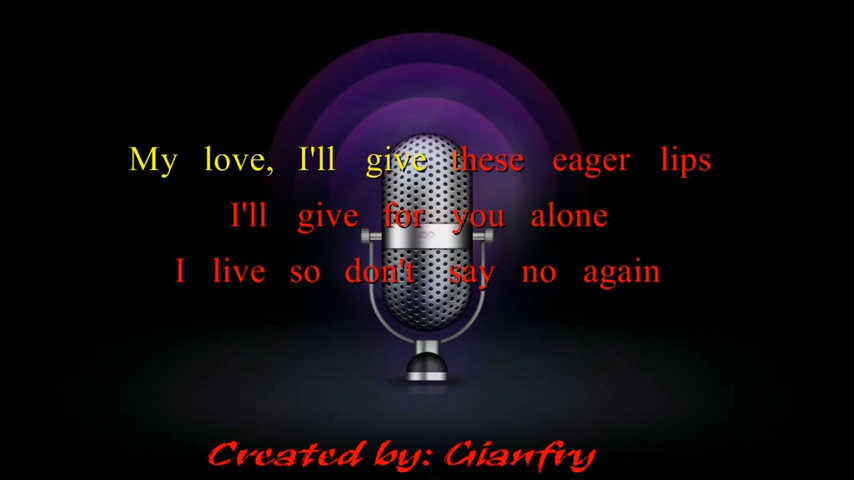 My love, I'll give these eager lips
I'll give for you alone
I live so don't say no again
Created by: Gianfry